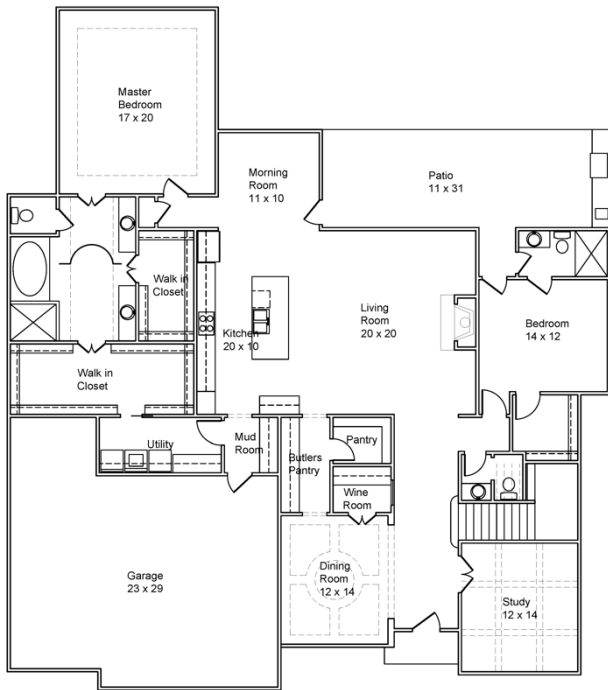 Master
Bedroom
17 x 20
Morning
Room
11 x 10
Patio
11 x 31
Walk in
Closet
Kitchen
20 x 10
Living
Room
20 x 20
Bedroom
14 x 12
Walk in
Closet
Utility
Mud
Room
Butlers
Pantry
Pantry
Wine
Room
Garage
23 x 29
Dining
Room
12 x 14
Study
12 x 14